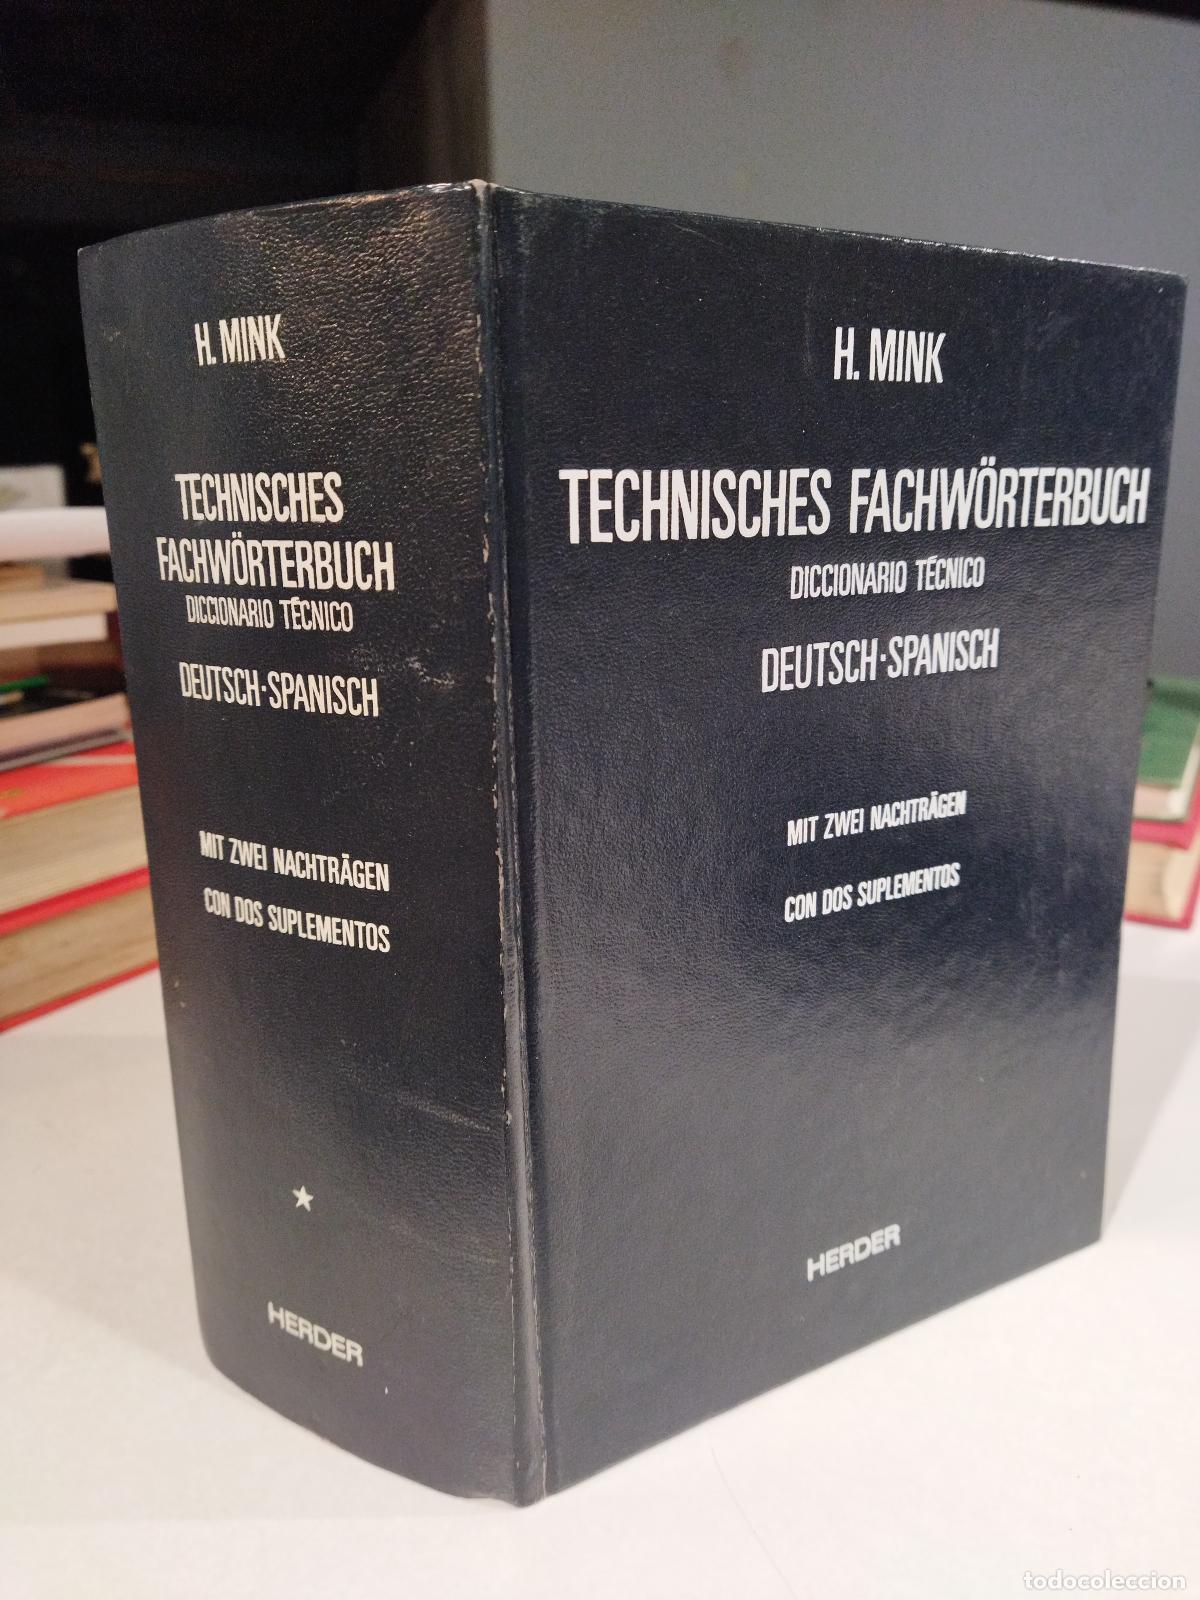 H. MINK
TECHNISCHES
FACHWÖRTERBUCH
DICCIONARIO TÉCNICO
DEUTSCH·SPANISCH
MIT ZWEI NACHTRÄGEN
CON DOS SUPLEMENTOS
HERDER
H. MINK
TECHNISCHES FACHWÖRTERBUCH
DICCIONARIO TÉCNICO
DEUTSCH·SPANISCH
MIT ZWEI NACHTRÄGEN
CON DOS SUPLEMENTOS
HERDER
todocoleccion